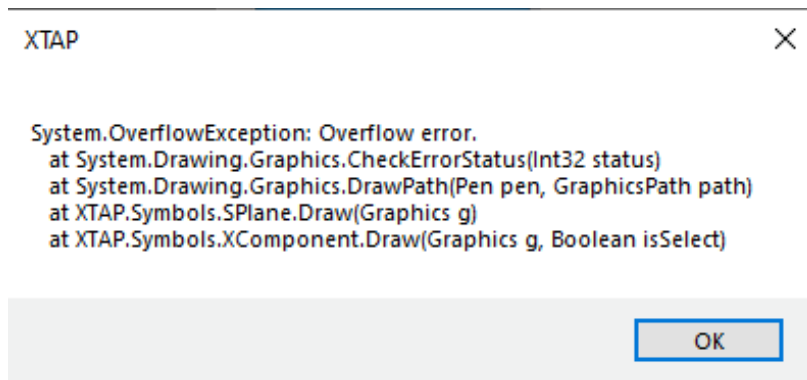 XTAP
System.OverflowException: Overflow error.
at System.Drawing.Graphics.CheckErrorStatus(Int32 status)
at System.Drawing.Graphics.DrawPath(Pen pen, GraphicsPath path)
at XTAP.Symbols.SPlane.Draw(Graphics g)
at XTAP.Symbols.XComponent.Draw(Graphics g, Boolean isSelect)
OK